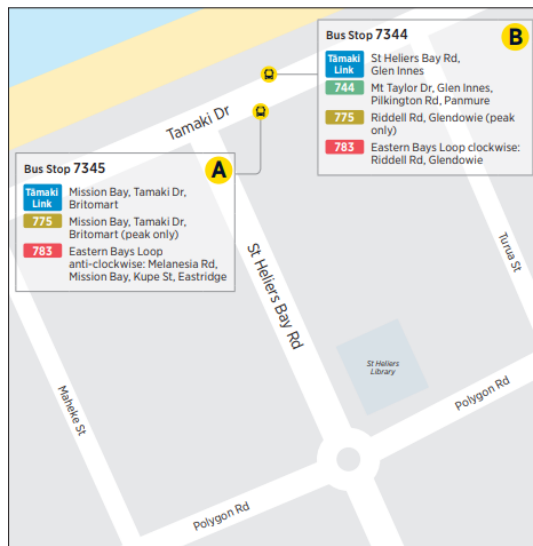 Bus Stop 7344
B
Tāmaki
Link
St Heliers Bay Rd,
Glen Innes
744
Mt Taylor Dr, Glen Innes,
Pilkington Rd, Panmure
775
Riddell Rd, Glendowie (peak
only)
783
Eastern Bays Loop clockwise:
Riddell Rd, Glendowie
Tamaki Dr
Bus Stop 7345
A
Tāmaki
Link
Mission Bay, Tamaki Dr,
Britomart
775
Mission Bay, Tamaki Dr,
Britomart (peak only)
783
Eastern Bays Loop
anti-clockwise: Melanesia Rd,
Mission Bay, Kupe St, Eastridge
St Heliers Bay Rd
Turua St
St Heliers
Library
Maheke St
Polygon Rd
Polygon Rd